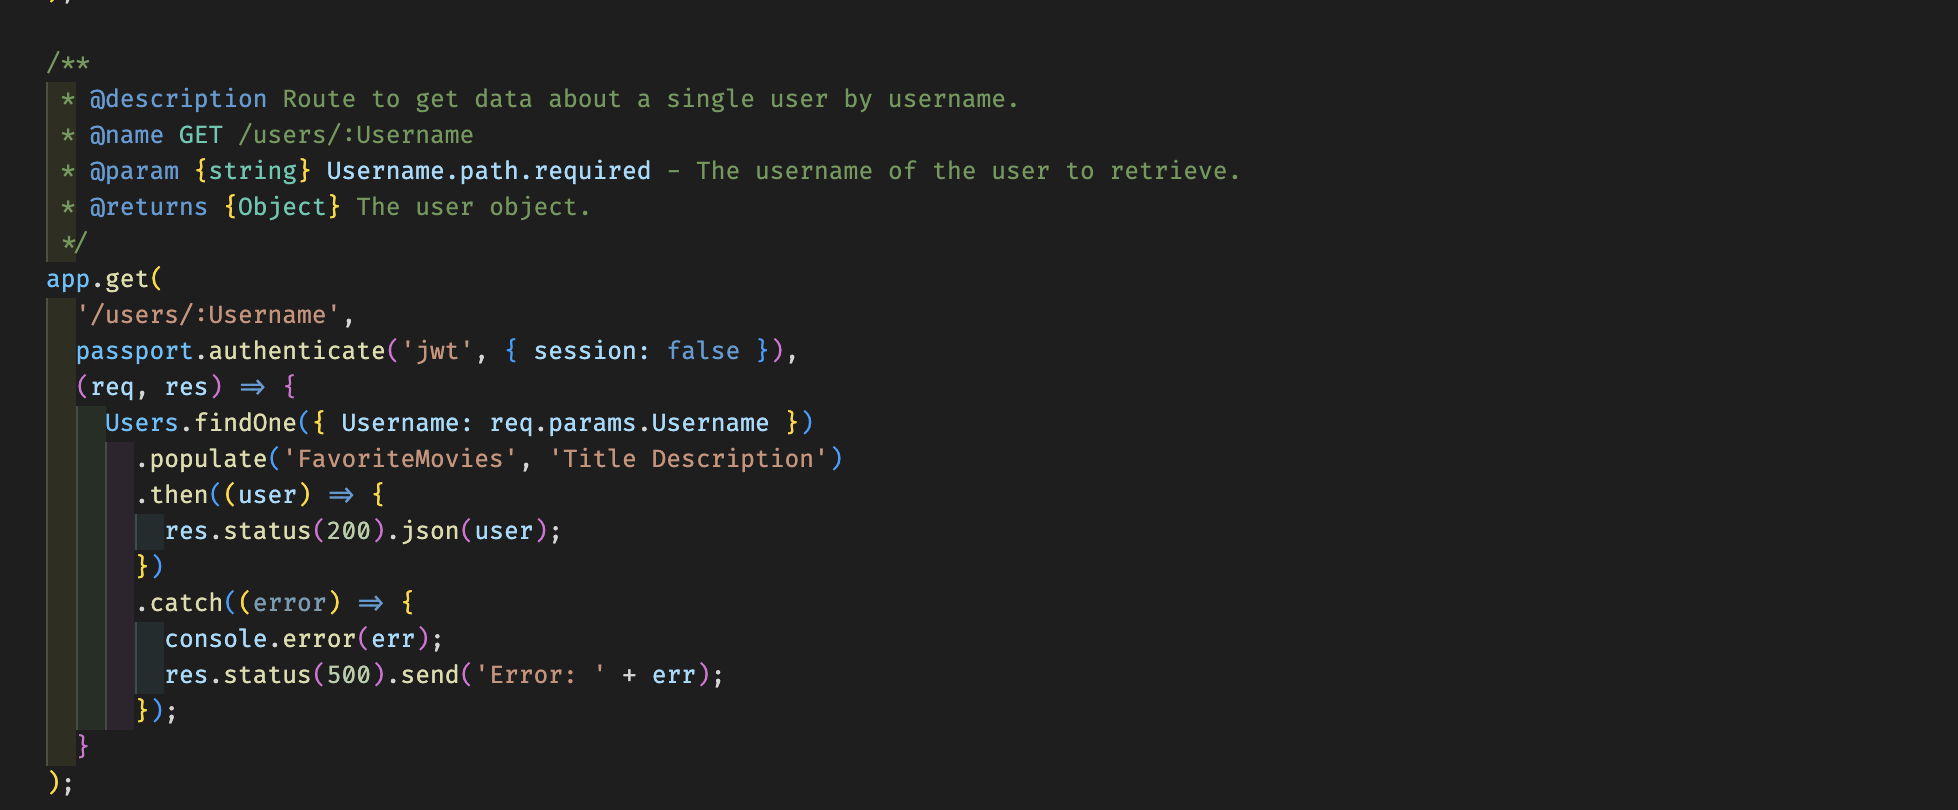 /**
 * @description Route to get data about a single user by username.
 * @name GET /users/:Username
 * @param {string} Username.path.required - The username of the user to retrieve.
 * @returns {Object} The user object.
 */
app.get(
  '/users/:Username',
  passport.authenticate('jwt', { session: false }),
  (req, res) => {
    Users.findOne({ Username: req.params.Username })
      .populate('FavoriteMovies', 'Title Description')
      .then((user) => {
        res.status(200).json(user);
      })
      .catch((error) => {
        console.error(err);
        res.status(500).send('Error: ' + err);
      });
  }
);